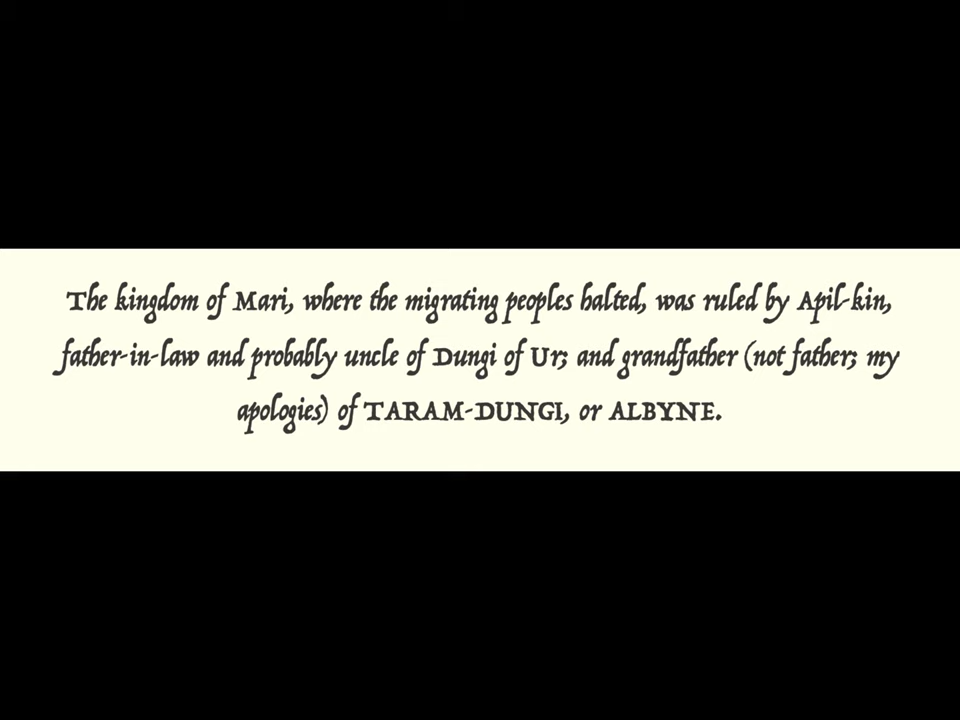 The kingdom of Mari, where the migrating peoples halted, was ruled by Apil-kin,
father-in-law and probably uncle of Dungi of Ur; and grandfather (not father; my
apologies) of TARAM-DUNGI, or ALBYNE.